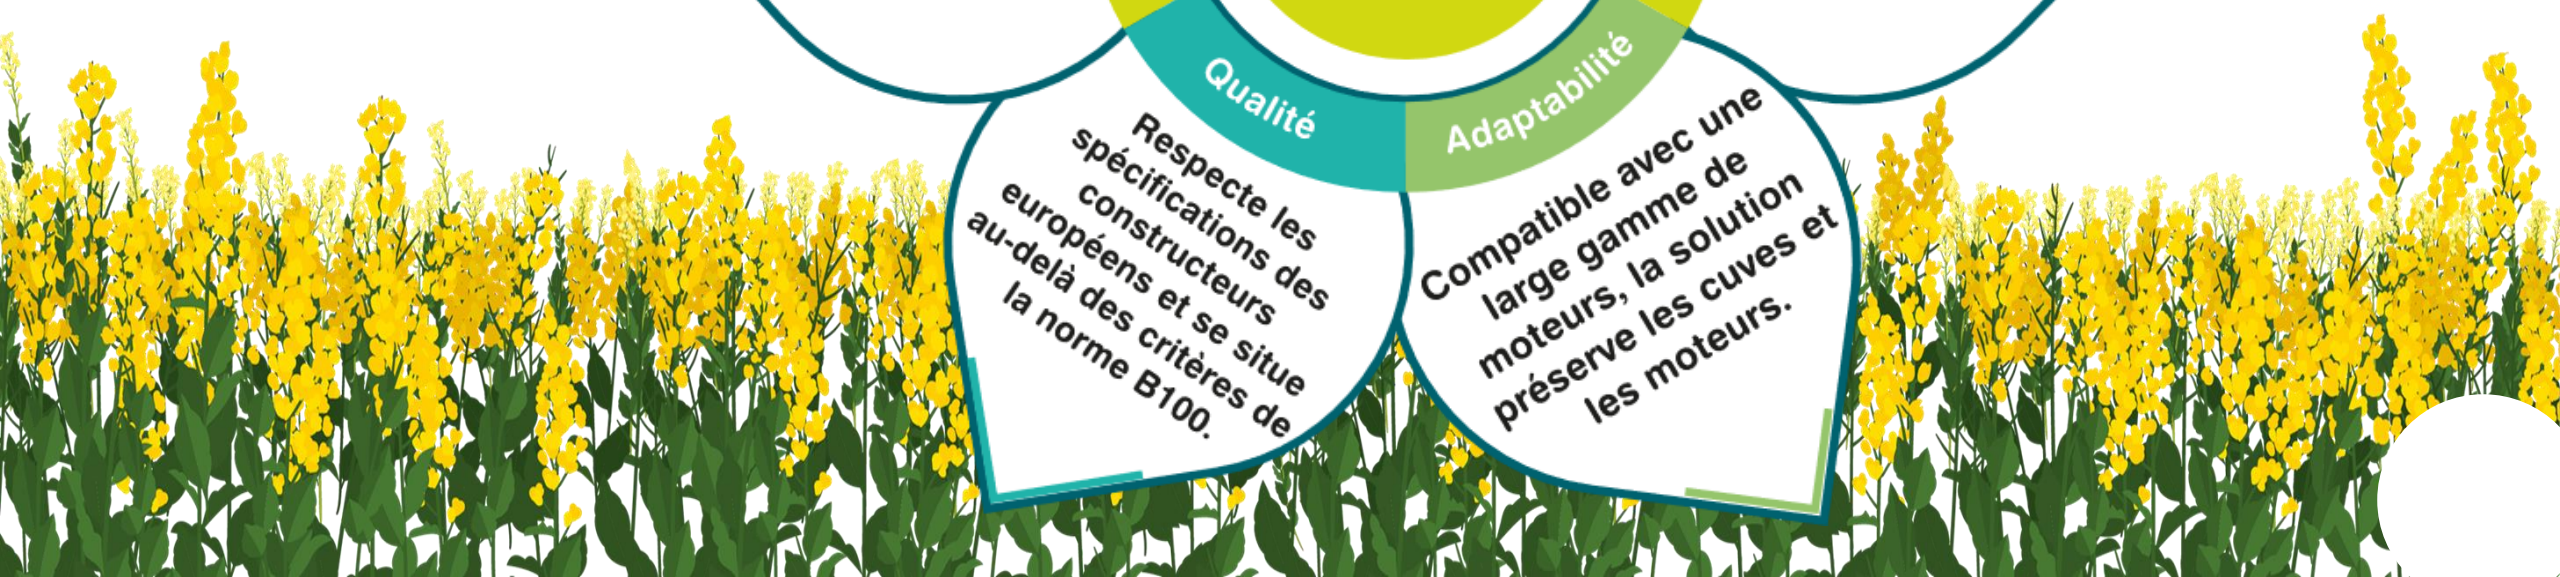 Qualité
Respecte les
spécifications des
constructeurs
européens et se situe
au-delà des critères de
la norme B100.
Adaptabilité
Compatible avec une
large gamme de
moteurs, la solution
préserve les cuves et
les moteurs.